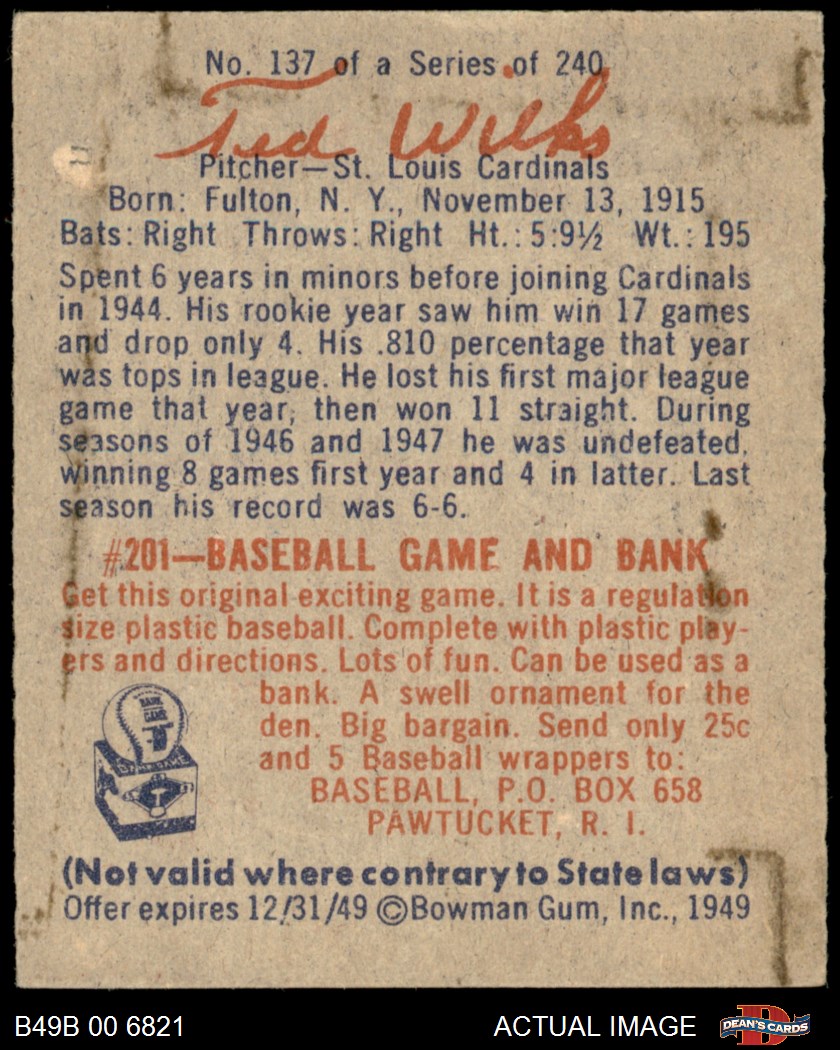 No. 137 of a Series of 240
Ted Wilks
Pitcher—St. Louis Cardinals
Born: Fulton, N. Y., November 13, 1915
Bats: Right Throws: Right Ht.: 5:9½ Wt.: 195
Spent 6 years in minors before joining Cardinals
in 1944. His rookie year saw him win 17 games
and drop only 4. His .810 percentage that year
was tops in league. He lost his first major league
game that year, then won 11 straight. During
seasons of 1946 and 1947 he was undefeated,
winning 8 games first year and 4 in latter. Last
season his record was 6-6.
#201—BASEBALL GAME AND BANK
Get this original exciting game. It is a regulation
size plastic baseball. Complete with plastic play-
ers and directions. Lots of fun. Can be used as a
bank. A swell ornament for the
den. Big bargain. Send only 25c
and 5 Baseball wrappers to:
BASEBALL, P.O. BOX 658
PAWTUCKET, R. I.
BANK
GAME
(Not valid where contrary to State laws)
Offer expires 12/31/49 ©Bowman Gum, Inc., 1949
B49B 00 6821
ACTUAL IMAGE
DEAN'S CARDS